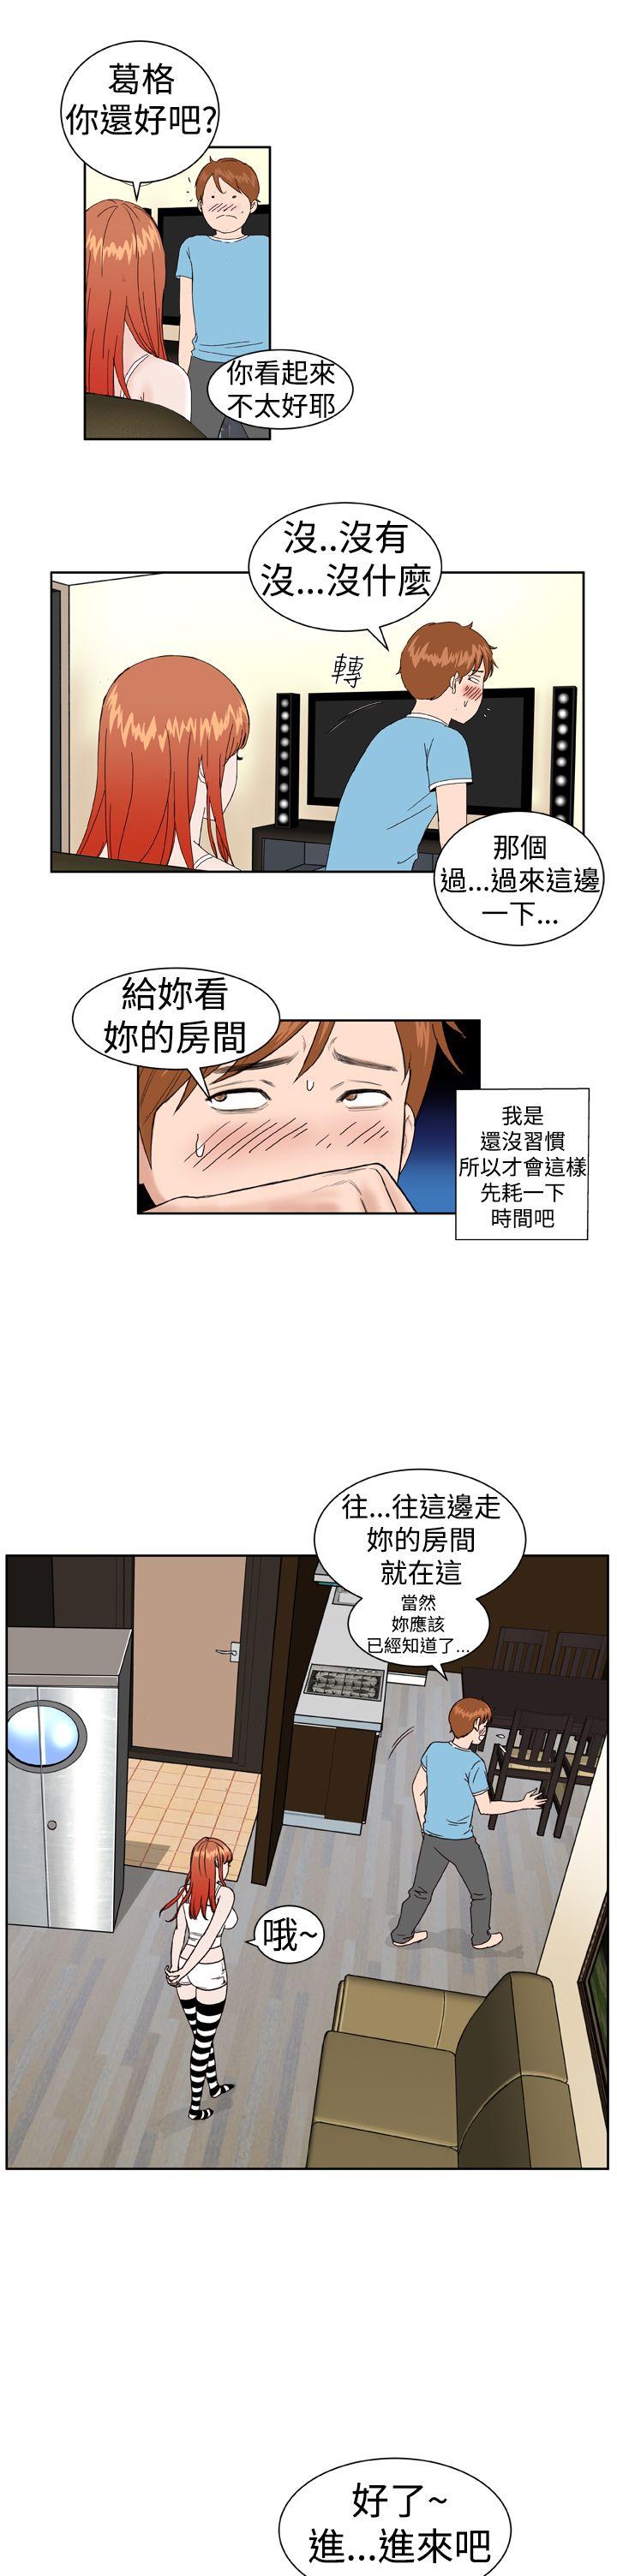 葛格
你還好吧?
你看起來
不太好耶
沒..沒有
沒...沒什麼
轉
那個
過...過來這邊
一下...
給妳看
妳的房間
我是
還沒習慣
所以才會這樣
先耗一下
時間吧
往...往這邊走
妳的房間
就在這
當然
妳應該
已經知道了...
哦~
好了~
進...進來吧